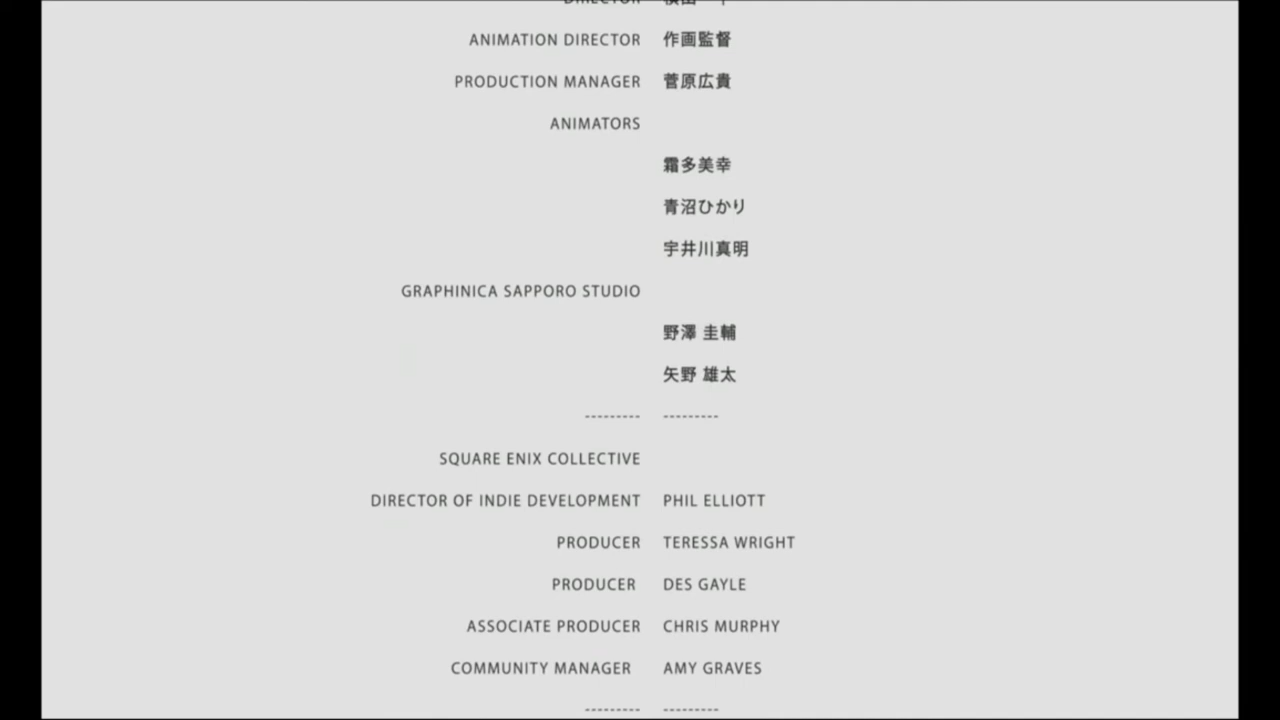 DIRECTOR
ANIMATION DIRECTOR 作画監督
PRODUCTION MANAGER 菅原広貴
ANIMATORS
霜多美幸
青沼ひかり
宇井川真明
GRAPHINICA SAPPORO STUDIO
野澤 圭輔
矢野 雄太
--------- ---------
SQUARE ENIX COLLECTIVE
DIRECTOR OF INDIE DEVELOPMENT PHIL ELLIOTT
PRODUCER TERESSA WRIGHT
PRODUCER DES GAYLE
ASSOCIATE PRODUCER CHRIS MURPHY
COMMUNITY MANAGER AMY GRAVES
--------- ---------